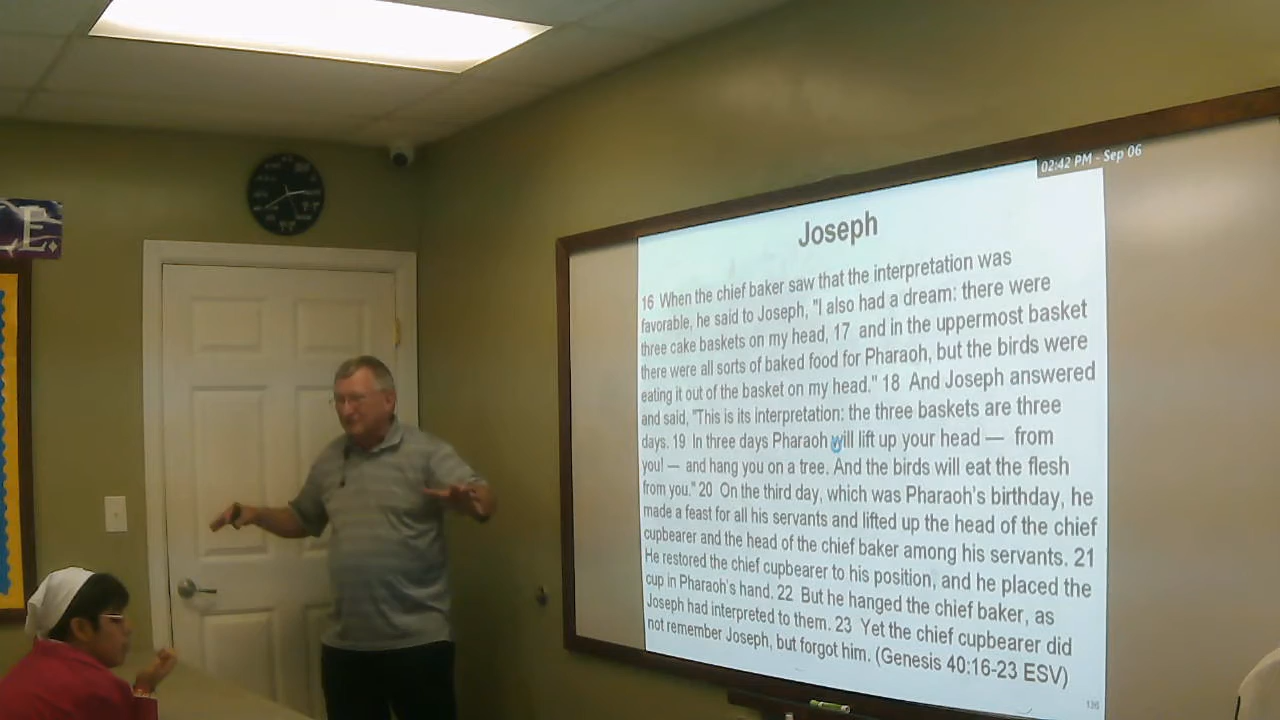 E.
02:42 PM - Sep 06
Joseph
16 When the chief baker saw that the interpretation was
favorable, he said to Joseph, "I also had a dream: there were
three cake baskets on my head, 17 and in the uppermost basket
there were all sorts of baked food for Pharaoh, but the birds were
eating it out of the basket on my head." 18 And Joseph answered
and said, "This is its interpretation: the three baskets are three
days. 19 In three days Pharaoh will lift up your head — from
you! — and hang you on a tree. And the birds will eat the flesh
from you." 20 On the third day, which was Pharaoh's birthday, he
made a feast for all his servants and lifted up the head of the chief
cupbearer and the head of the chief baker among his servants. 21
He restored the chief cupbearer to his position, and he placed the
cup in Pharaoh's hand. 22 But he hanged the chief baker, as
Joseph had interpreted to them. 23 Yet the chief cupbearer did
not remember Joseph, but forgot him. (Genesis 40:16-23 ESV)
136